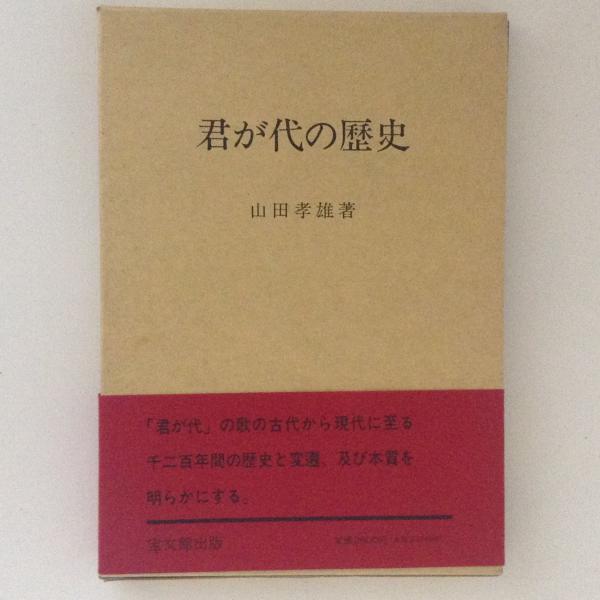 君が代の歴史
山田孝雄著
「君が代」の歌の古代から現代に至る
千二百年間の歴史と変遷、及び本質を
明らかにする。
宝文館出版